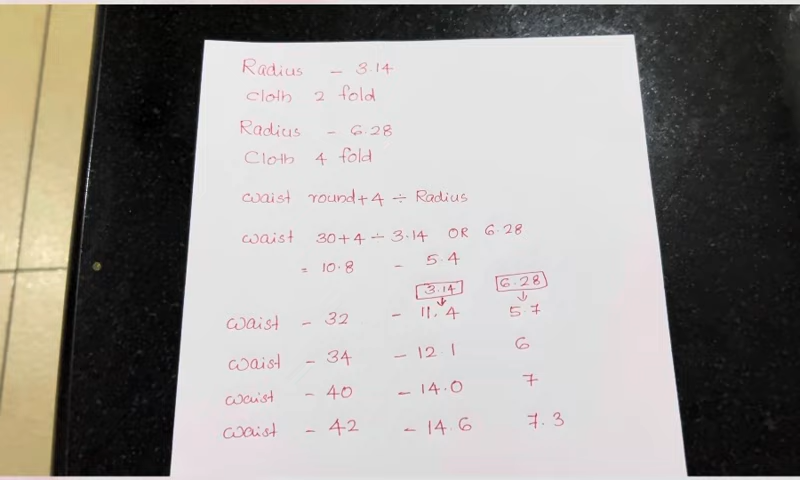 Radius - 3.14
Cloth 2 fold
Radius - 6.28
Cloth 4 fold
Waist round + 4 ÷ Radius
Waist 30+4 ÷ 3.14 OR 6.28
= 10.8 - 5.4
3.14 6.28
Waist - 32 - 11.4 5.7
Waist - 34 - 12.1 6
Waist - 40 - 14.0 7
Waist - 42 - 14.6 7.3